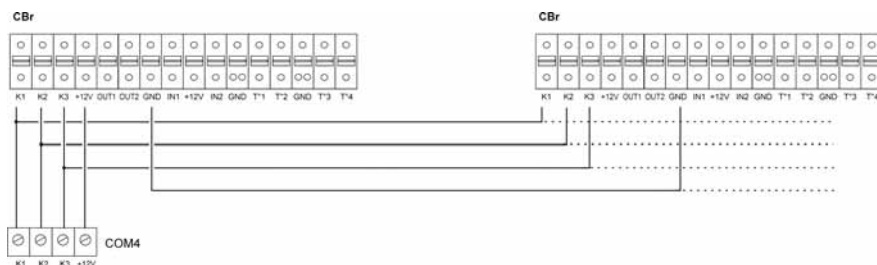 CBr CBr
K1 K2 K3 +12V OUT1 OUT2 GND IN1 +12V IN2 GND T°1 T°2 GND T°3 T°4 K1 K2 K3 +12V OUT1 OUT2 GND IN1 +12V IN2 GND T°1 T°2 GND T°3 T°4
COM4
K1 K2 K3 +12V